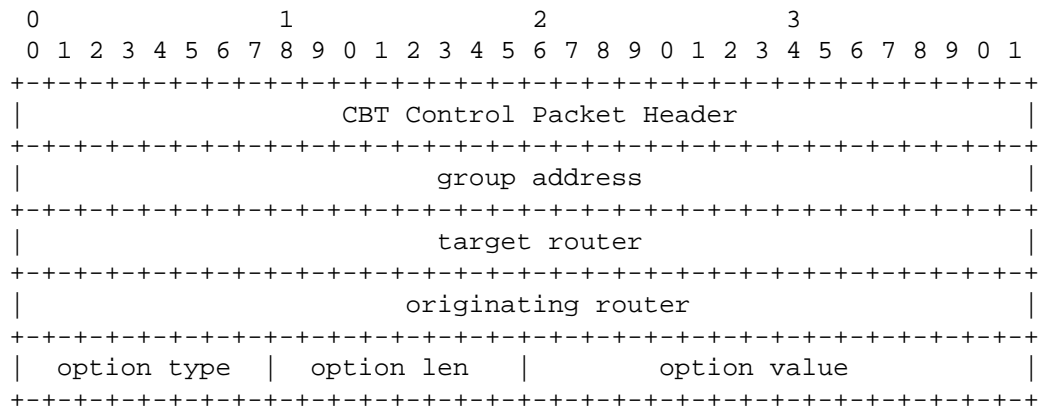 0                   1                   2                   3
0 1 2 3 4 5 6 7 8 9 0 1 2 3 4 5 6 7 8 9 0 1 2 3 4 5 6 7 8 9 0 1
+-+-+-+-+-+-+-+-+-+-+-+-+-+-+-+-+-+-+-+-+-+-+-+-+-+-+-+-+-+-+-+-+
| CBT Control Packet Header |
+-+-+-+-+-+-+-+-+-+-+-+-+-+-+-+-+-+-+-+-+-+-+-+-+-+-+-+-+-+-+-+-+
| group address |
+-+-+-+-+-+-+-+-+-+-+-+-+-+-+-+-+-+-+-+-+-+-+-+-+-+-+-+-+-+-+-+-+
| target router |
+-+-+-+-+-+-+-+-+-+-+-+-+-+-+-+-+-+-+-+-+-+-+-+-+-+-+-+-+-+-+-+-+
| originating router |
+-+-+-+-+-+-+-+-+-+-+-+-+-+-+-+-+-+-+-+-+-+-+-+-+-+-+-+-+-+-+-+-+
| option type | option len | option value |
+-+-+-+-+-+-+-+-+-+-+-+-+-+-+-+-+-+-+-+-+-+-+-+-+-+-+-+-+-+-+-+-+